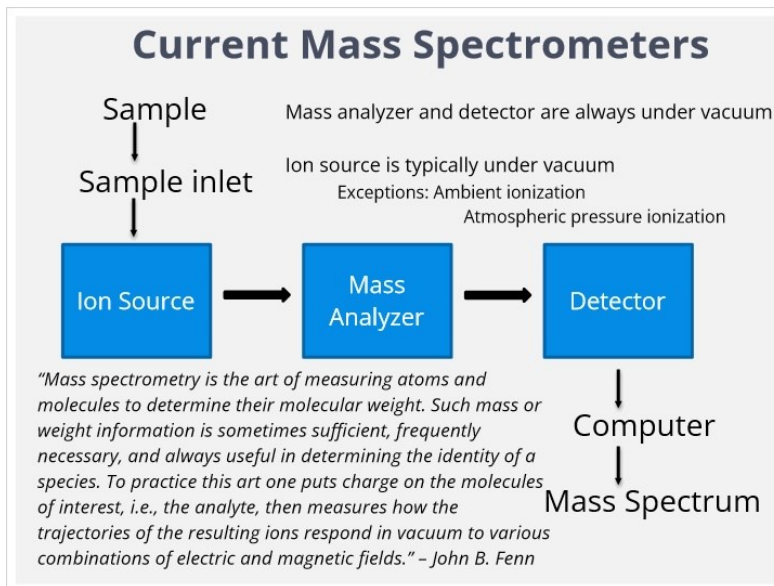 Current Mass Spectrometers
Sample
Mass analyzer and detector are always under vacuum
Sample inlet
Ion source is typically under vacuum
Exceptions: Ambient ionization
Atmospheric pressure ionization
Ion Source
Mass
Analyzer
Detector
“Mass spectrometry is the art of measuring atoms and
molecules to determine their molecular weight. Such mass or
weight information is sometimes sufficient, frequently
necessary, and always useful in determining the identity of a
species. To practice this art one puts charge on the molecules
of interest, i.e., the analyte, then measures how the
trajectories of the resulting ions respond in vacuum to various
combinations of electric and magnetic fields.” – John B. Fenn
Computer
Mass Spectrum